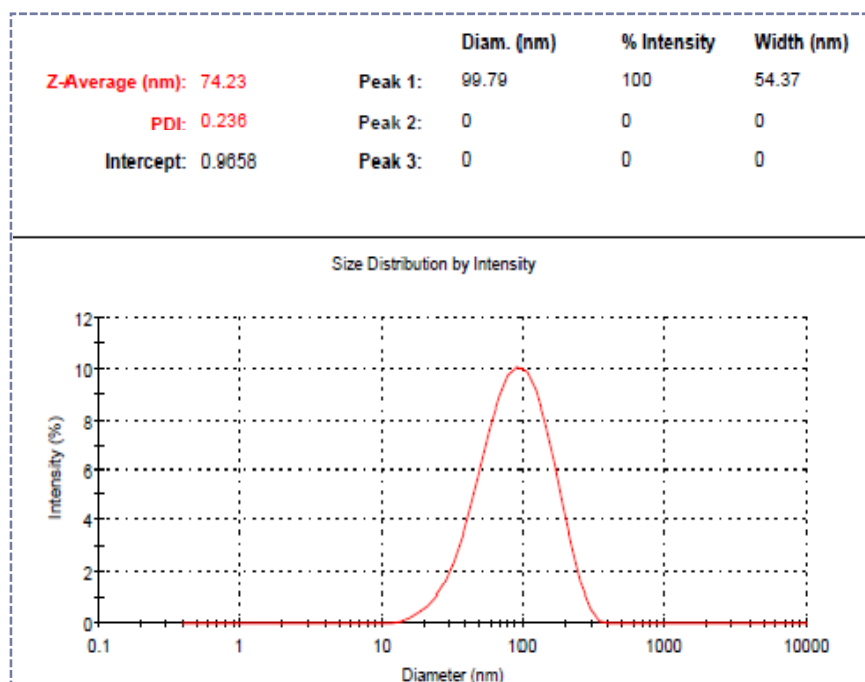 Diam. (nm) % Intensity Width (nm)
Z-Average (nm): 74.23 Peak 1: 99.79 100 54.37
PDI: 0.236 Peak 2: 0 0 0
Intercept: 0.9658 Peak 3: 0 0 0
Size Distribution by Intensity
12
10
8
6
4
2
0
Intensity (%)
0.1 1 10 100 1000 10000
Diameter (nm)